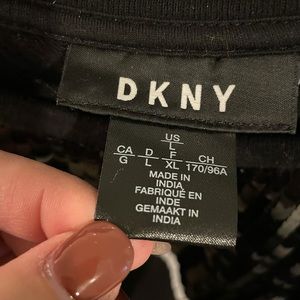 DKNY
US
L
CA D F CH
G L XL 170/96A
MADE IN
INDIA
FABRIQUÉ EN
INDE
GEMAAKT IN
INDIA